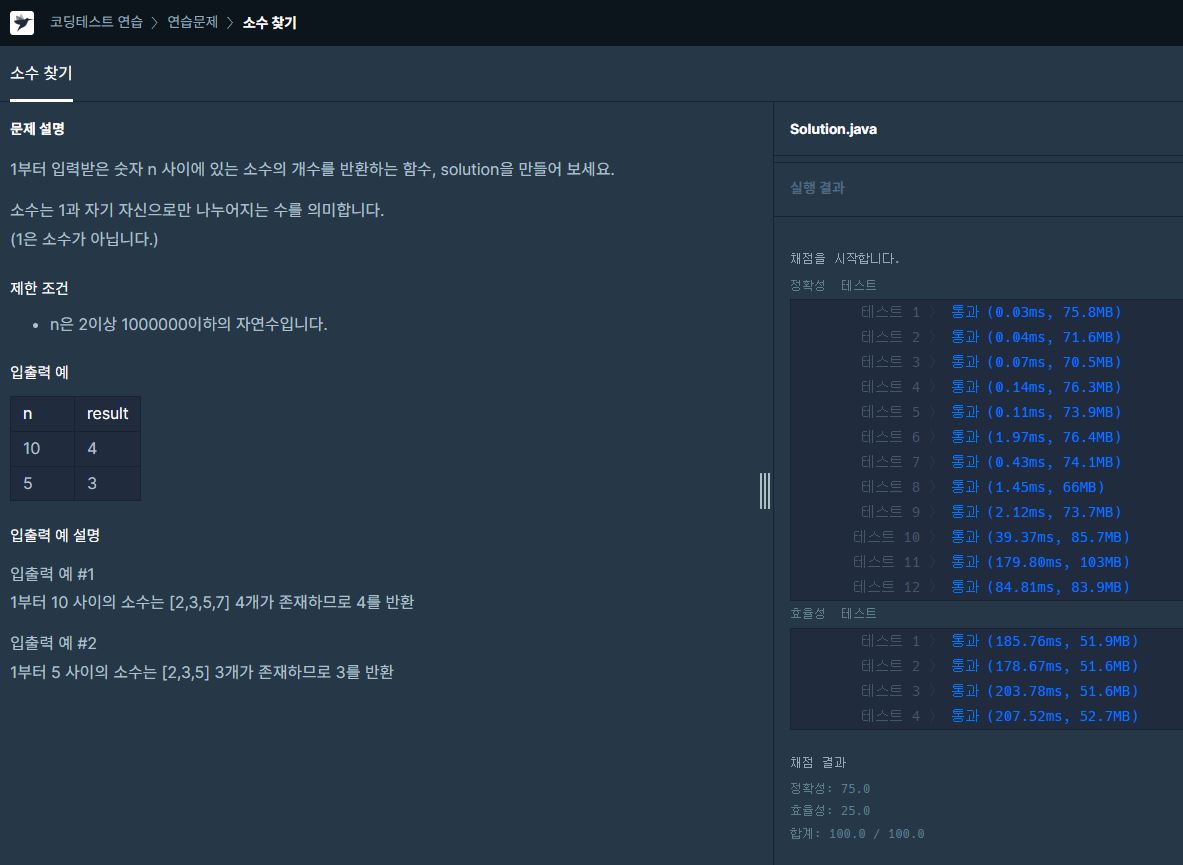 코딩테스트 연습 〉 연습문제 〉 소수 찾기
소수 찾기
문제 설명
1부터 입력받은 숫자 n 사이에 있는 소수의 개수를 반환하는 함수, solution을 만들어 보세요.
소수는 1과 자기 자신으로만 나누어지는 수를 의미합니다.
(1은 소수가 아닙니다.)
제한 조건
• n은 2이상 1000000이하의 자연수입니다.
입출력 예
n result
10 4
5 3
입출력 예 설명
입출력 예 #1
1부터 10 사이의 소수는 [2,3,5,7] 4개가 존재하므로 4를 반환
입출력 예 #2
1부터 5 사이의 소수는 [2,3,5] 3개가 존재하므로 3를 반환
Solution.java
실행 결과
채점을 시작합니다.
정확성 테스트
테스트 1 〉 통과 (0.03ms, 75.8MB)
테스트 2 〉 통과 (0.04ms, 71.6MB)
테스트 3 〉 통과 (0.07ms, 70.5MB)
테스트 4 〉 통과 (0.14ms, 76.3MB)
테스트 5 〉 통과 (0.11ms, 73.9MB)
테스트 6 〉 통과 (1.97ms, 76.4MB)
테스트 7 〉 통과 (0.43ms, 74.1MB)
테스트 8 〉 통과 (1.45ms, 66MB)
테스트 9 〉 통과 (2.12ms, 73.7MB)
테스트 10 〉 통과 (39.37ms, 85.7MB)
테스트 11 〉 통과 (179.80ms, 103MB)
테스트 12 〉 통과 (84.81ms, 83.9MB)
효율성 테스트
테스트 1 〉 통과 (185.76ms, 51.9MB)
테스트 2 〉 통과 (178.67ms, 51.6MB)
테스트 3 〉 통과 (203.78ms, 51.6MB)
테스트 4 〉 통과 (207.52ms, 52.7MB)
채점 결과
정확성: 75.0
효율성: 25.0
합계: 100.0 / 100.0